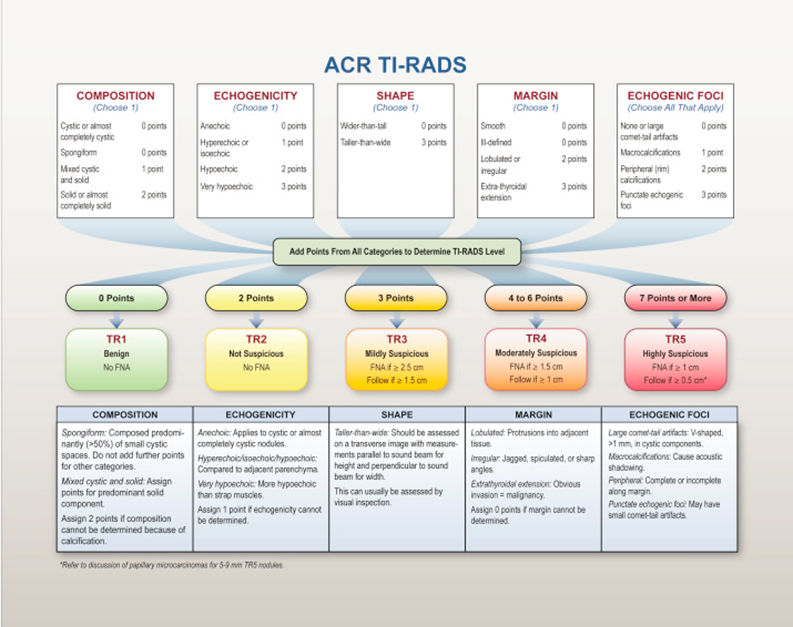 ACR TI-RADS
COMPOSITION
(Choose 1)
Cystic or almost 0 points
completely cystic
Spongiform 0 points
Mixed cystic 1 point
and solid
Solid or almost 2 points
completely solid
ECHOGENICITY
(Choose 1)
Anechoic 0 points
Hyperechoic or 1 point
isoechoic
Hypoechoic 2 points
Very hypoechoic 3 points
SHAPE
(Choose 1)
Wider-than-tall 0 points
Taller-than-wide 3 points
MARGIN
(Choose 1)
Smooth 0 points
Ill-defined 0 points
Lobulated or 2 points
irregular
Extra-thyroidal 3 points
extension
ECHOGENIC FOCI
(Choose All That Apply)
None or large 0 points
comet-tail artifacts
Macrocalcifications 1 point
Peripheral (rim) 2 points
calcifications
Punctate echogenic 3 points
foci
Add Points From All Categories to Determine TI-RADS Level
0 Points
2 Points
3 Points
4 to 6 Points
7 Points or More
TR1
Benign
No FNA
TR2
Not Suspicious
No FNA
TR3
Mildly Suspicious
FNA if ≥ 2.5 cm
Follow if ≥ 1.5 cm
TR4
Moderately Suspicious
FNA if ≥ 1.5 cm
Follow if ≥ 1 cm
TR5
Highly Suspicious
FNA if ≥ 1 cm
Follow if ≥ 0.5 cm*
COMPOSITION
Spongiform: Composed predomi-
nantly (>50%) of small cystic
spaces. Do not add further points
for other categories.
Mixed cystic and solid: Assign
points for predominant solid
component.
Assign 2 points if composition
cannot be determined because of
calcification.
ECHOGENICITY
Anechoic: Applies to cystic or almost
completely cystic nodules.
Hyperechoic/isoechoic/hypoechoic:
Compared to adjacent parenchyma.
Very hypoechoic: More hypoechoic
than strap muscles.
Assign 1 point if echogenicity cannot
be determined.
SHAPE
Taller-than-wide: Should be assessed
on a transverse image with measure-
ments parallel to sound beam for
height and perpendicular to sound
beam for width.
This can usually be assessed by
visual inspection.
MARGIN
Lobulated: Protrusions into adjacent
tissue.
Irregular: Jagged, spiculated, or sharp
angles.
Extrathyroidal extension: Obvious
invasion = malignancy.
Assign 0 points if margin cannot be
determined.
ECHOGENIC FOCI
Large comet-tail artifacts: V-shaped,
>1 mm, in cystic components.
Macrocalcifications: Cause acoustic
shadowing.
Peripheral: Complete or incomplete
along margin.
Punctate echogenic foci: May have
small comet-tail artifacts.
*Refer to discussion of papillary microcarcinomas for 5-9 mm TR5 nodules.